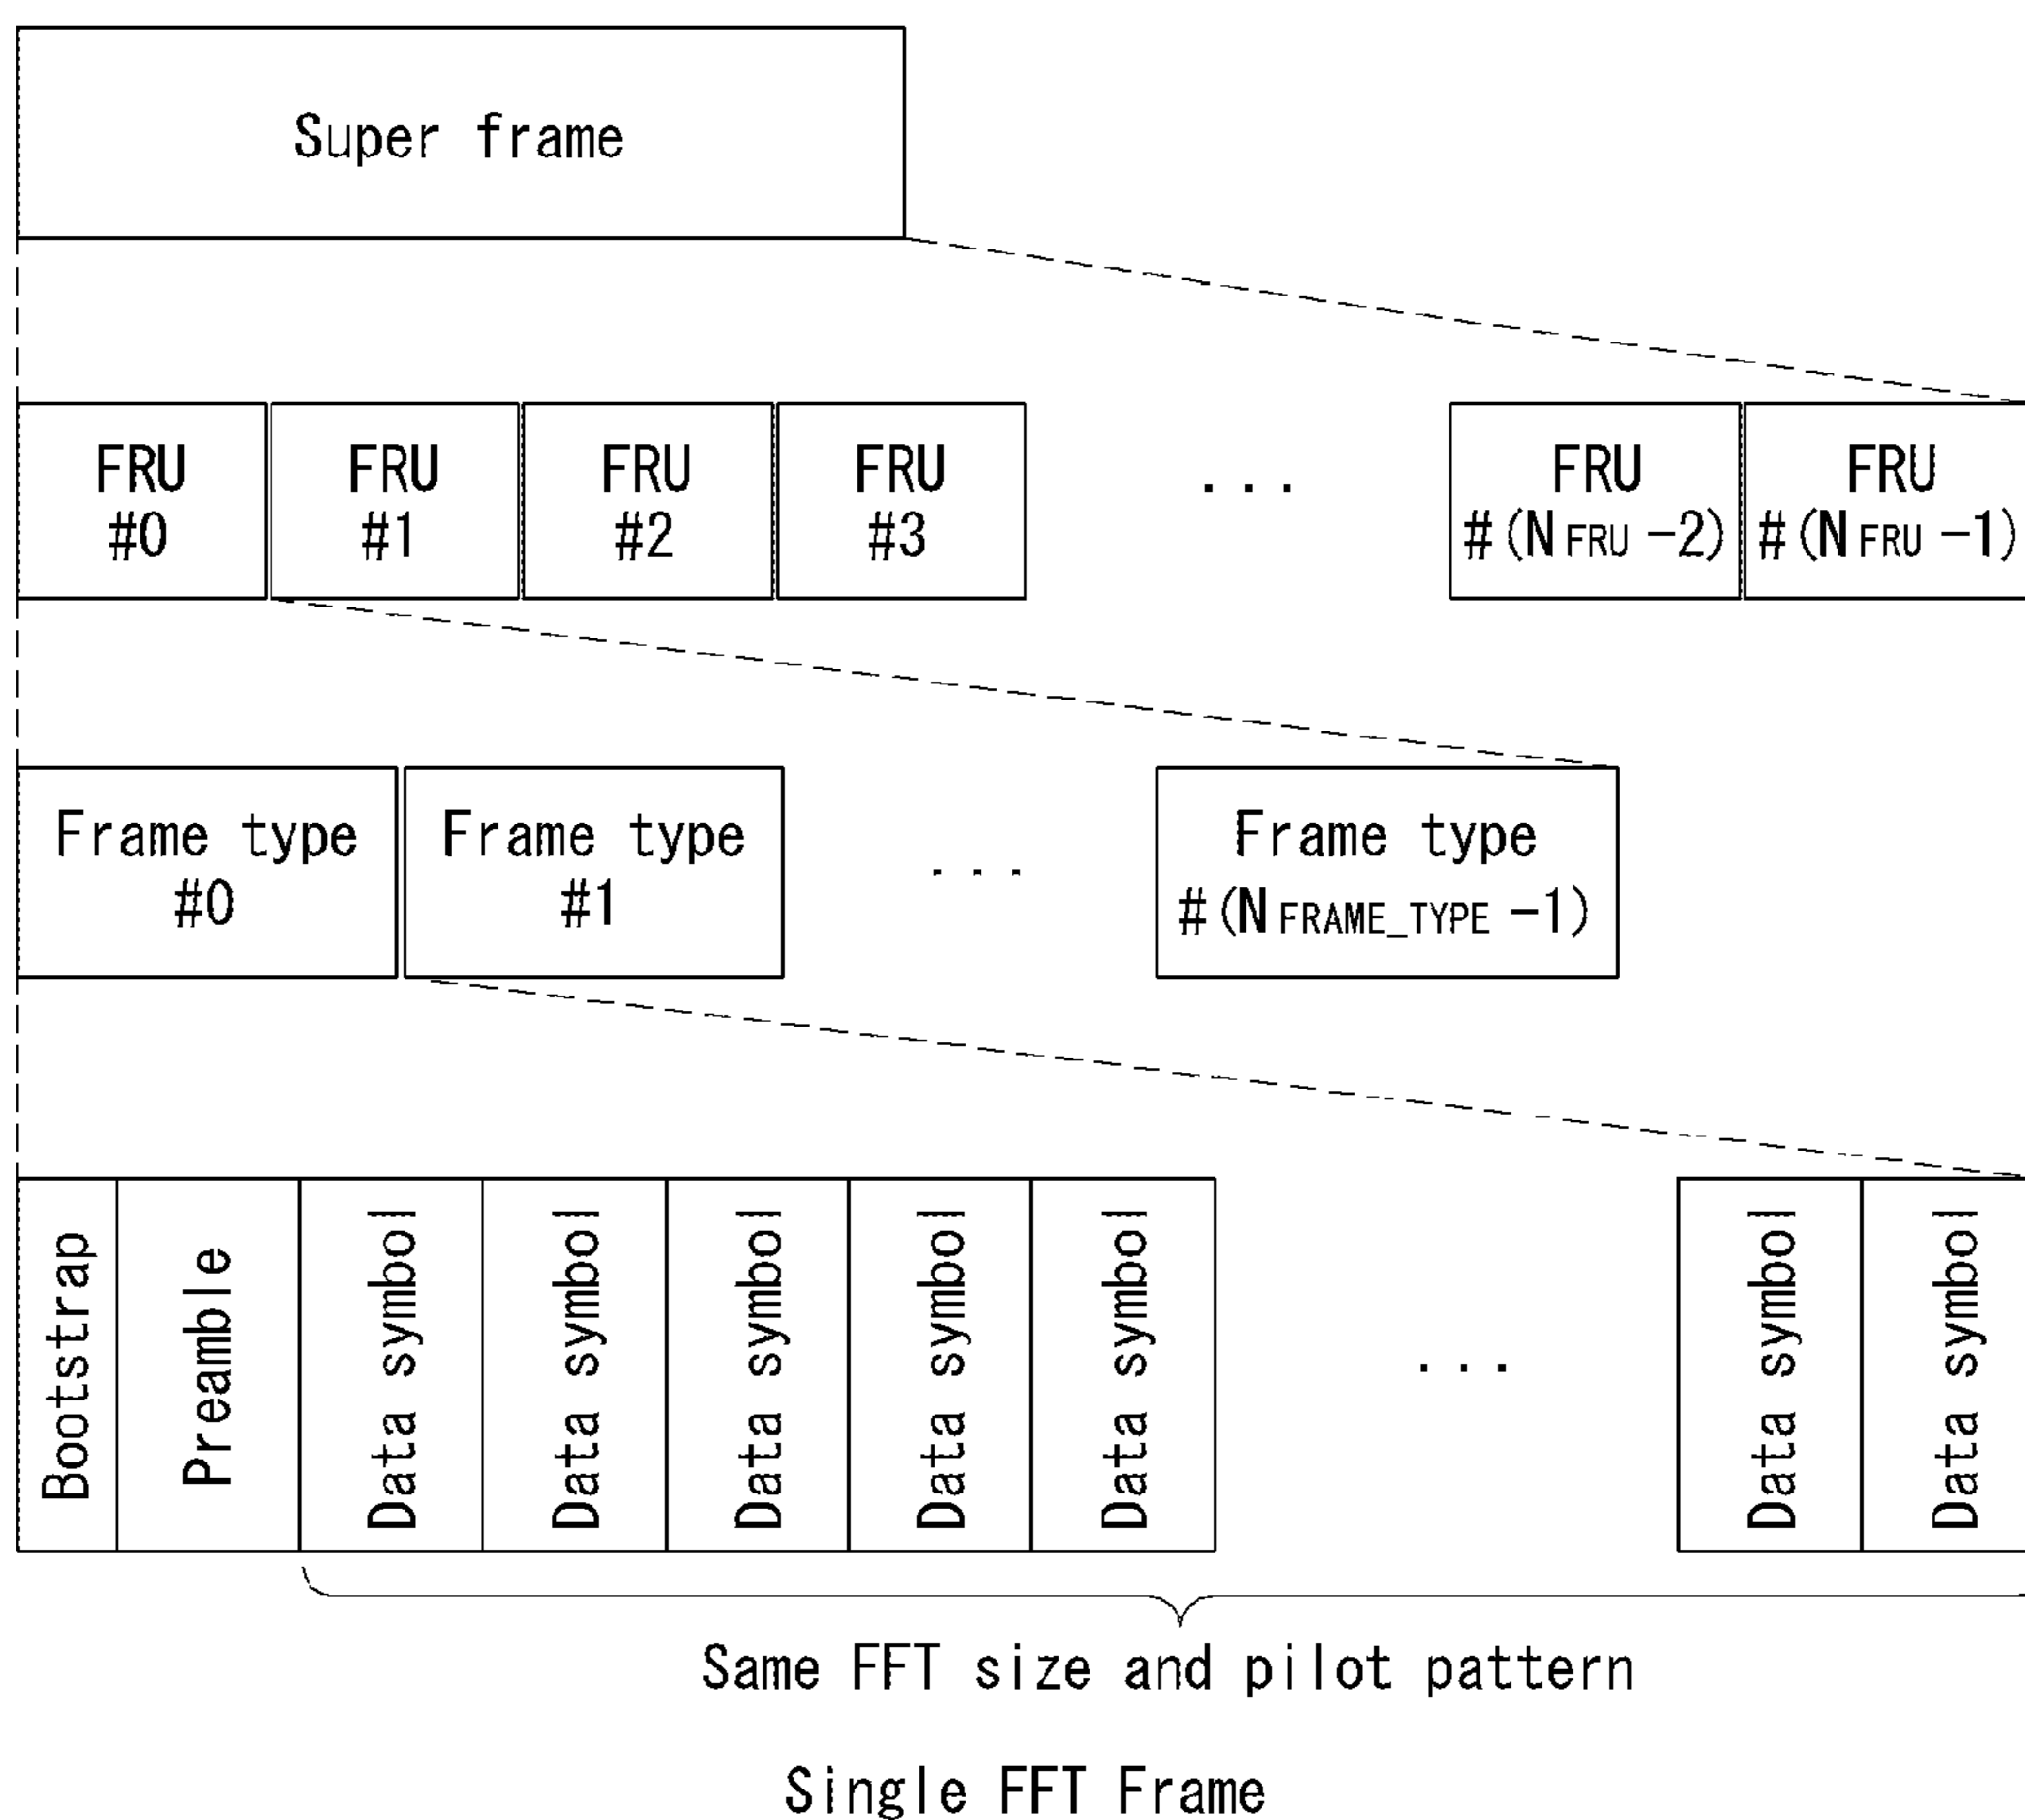 Super frame
FRU FRU FRU FRU ... FRU FRU
#0 #1 #2 #3 #(NFRU -2) #(NFRU -1)
Frame type Frame type ... Frame type
#0 #1 #(NFRAME_TYPE -1)
Bootstrap
Preamble
Data symbol
Data symbol
Data symbol
Data symbol
Data symbol
...
Data symbol
Data symbol
Same FFT size and pilot pattern
Single FFT Frame